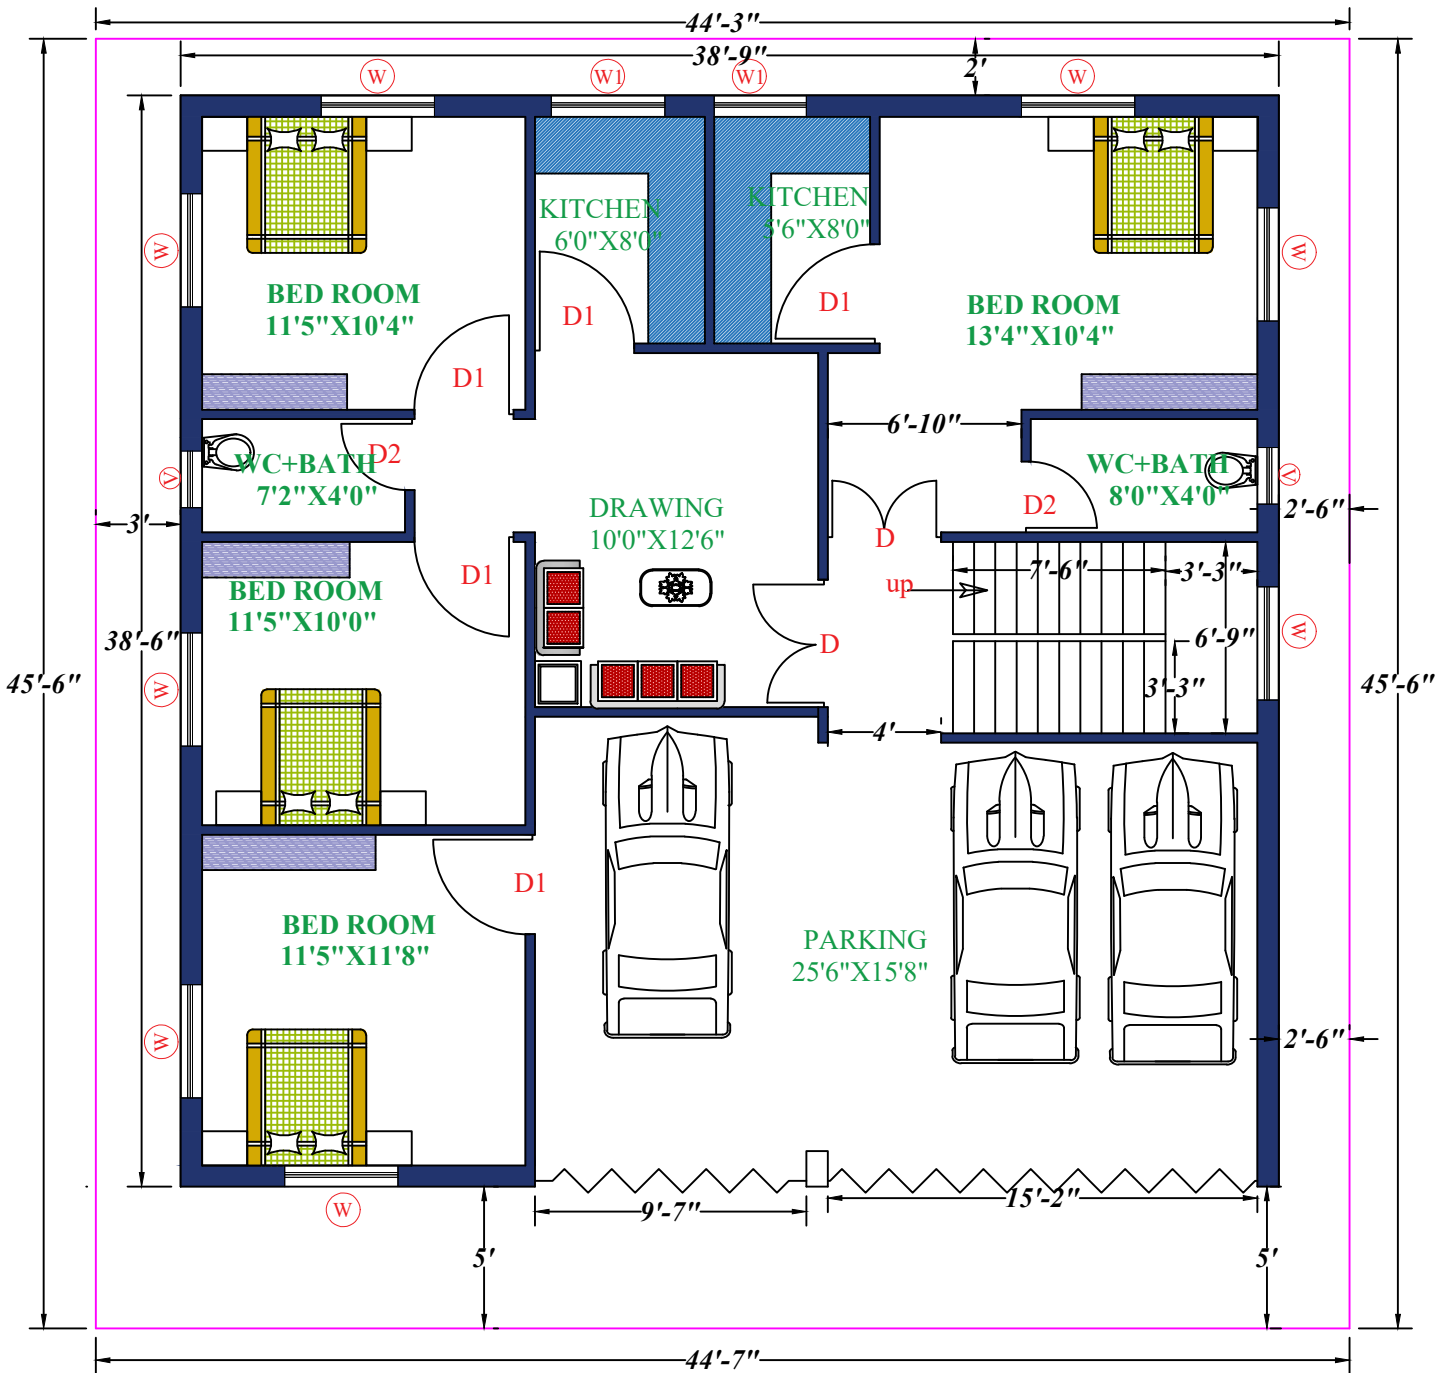 44'-3"
38'-9"
2'
W
W1
W1
W
KITCHEN
6'0"X8'0"
KITCHEN
5'6"X8'0"
W
W
BED ROOM
11'5"X10'4"
D1
D1
BED ROOM
13'4"X10'4"
D1
6'-10"
D2
WC+BATH
7'2"X4'0"
V
WC+BATH
8'0"X4'0"
V
DRAWING
10'0"X12'6"
D2
2'-6"
3'
D
D1
up
7'-6"
3'-3"
BED ROOM
11'5"X10'0"
38'-6"
D
6'-9"
W
45'-6"
W
3'-3"
45'-6"
4'
D1
BED ROOM
11'5"X11'8"
PARKING
25'6"X15'8"
W
2'-6"
W
9'-7"
15'-2"
5'
5'
44'-7"